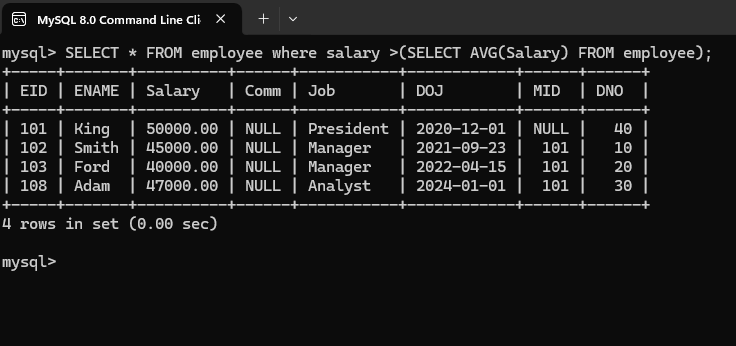 MySQL 8.0 Command Line Cli
mysql> SELECT * FROM employee where salary >(SELECT AVG(Salary) FROM employee);
+-----+-------+----------+------+-----------+------------+------+------+
| EID | ENAME | Salary   | Comm | Job       | DOJ        | MID  | DNO  |
+-----+-------+----------+------+-----------+------------+------+------+
| 101 | King  | 50000.00 | NULL | President | 2020-12-01 | NULL |   40 |
| 102 | Smith | 45000.00 | NULL | Manager   | 2021-09-23 |  101 |   10 |
| 103 | Ford  | 40000.00 | NULL | Manager   | 2022-04-15 |  101 |   20 |
| 108 | Adam  | 47000.00 | NULL | Analyst   | 2024-01-01 |  101 |   30 |
+-----+-------+----------+------+-----------+------------+------+------+
4 rows in set (0.00 sec)
mysql>